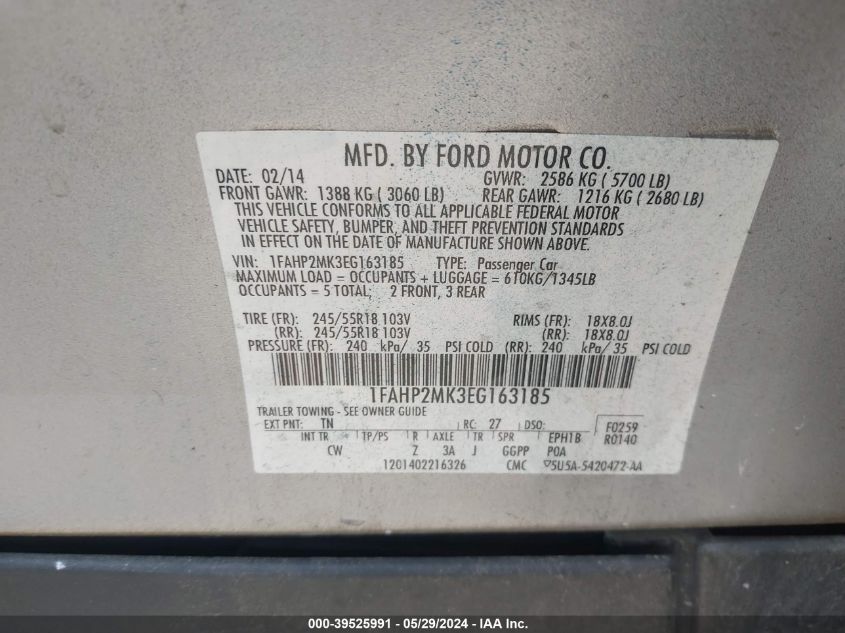 MFD. BY FORD MOTOR CO.
DATE: 02/14 GVWR: 2586 KG ( 5700 LB)
FRONT GAWR: 1388 KG ( 3060 LB) REAR GAWR: 1216 KG ( 2680 LB)
THIS VEHICLE CONFORMS TO ALL APPLICABLE FEDERAL MOTOR
VEHICLE SAFETY, BUMPER, AND THEFT PREVENTION STANDARDS
IN EFFECT ON THE DATE OF MANUFACTURE SHOWN ABOVE.
VIN: 1FAHP2MK3EG163185 TYPE: Passenger Car
MAXIMUM LOAD = OCCUPANTS + LUGGAGE = 610KG/1345LB
OCCUPANTS = 5 TOTAL; 2 FRONT, 3 REAR
TIRE (FR): 245/55R18 103V RIMS (FR): 18X8.0J
(RR): 245/55R18 103V (RR): 18X8.0J
PRESSURE (FR): 240 kPa/ 35 PSI COLD (RR): 240 kPa/ 35 PSI COLD
1FAHP2MK3EG163185
TRAILER TOWING - SEE OWNER GUIDE
EXT PNT: TN RC: 27 DSO: F0259
INT TR TP/PS R AXLE TR SPR EPH1B R0140
CW Z 3A J GGPP POA
1201402216326 CMC ▽5U5A-5420472-AA
000-39525991 - 05/29/2024 - IAA Inc.